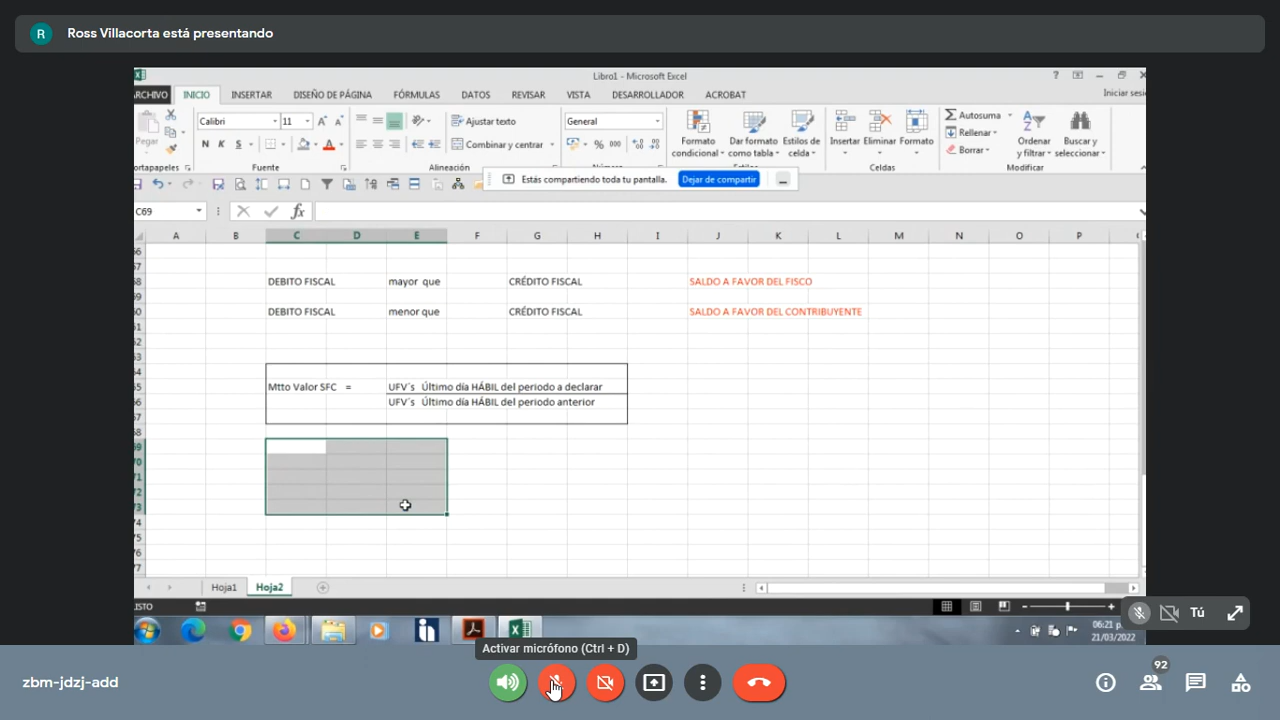 R Ross Villacorta está presentando
Libro1 - Microsoft Excel
ARCHIVO INICIO INSERTAR DISEÑO DE PÁGINA FÓRMULAS DATOS REVISAR VISTA DESARROLLADOR ACROBAT
Calibri 11 Ajustar texto General
Autosuma
Rellenar
Borrar
Pegar N K S Combinar y centrar % 000
Formato condicional Dar formato como tabla Estilos de celda Insertar Eliminar Formato Ordenar y filtrar Buscar y seleccionar
Fuente Alineación Celdas Modificar
Estás compartiendo toda tu pantalla. Dejar de compartir
C69 fx
A B C D E F G H I J K L M N O P
DEBITO FISCAL mayor que CRÉDITO FISCAL SALDO A FAVOR DEL FISCO
DEBITO FISCAL menor que CRÉDITO FISCAL SALDO A FAVOR DEL CONTRIBUYENTE
Mtto Valor SFC = UFV´s Último día HÁBIL del periodo a declarar
UFV´s Último día HÁBIL del periodo anterior
Hoja1 Hoja2
Tú
21/03/2022
Activar micrófono (Ctrl + D)
zbm-jdzj-add
92